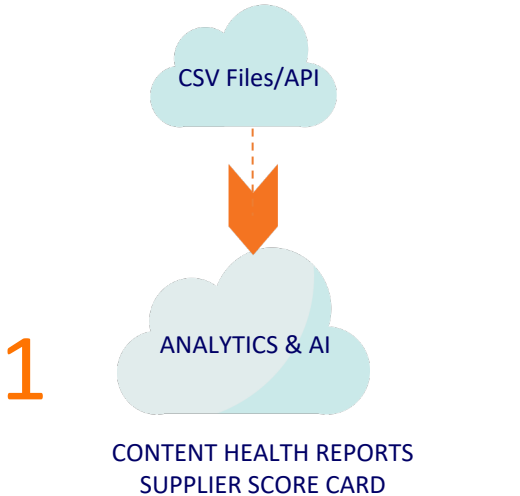 CSV Files/API
ANALYTICS & AI
1
CONTENT HEALTH REPORTS
SUPPLIER SCORE CARD